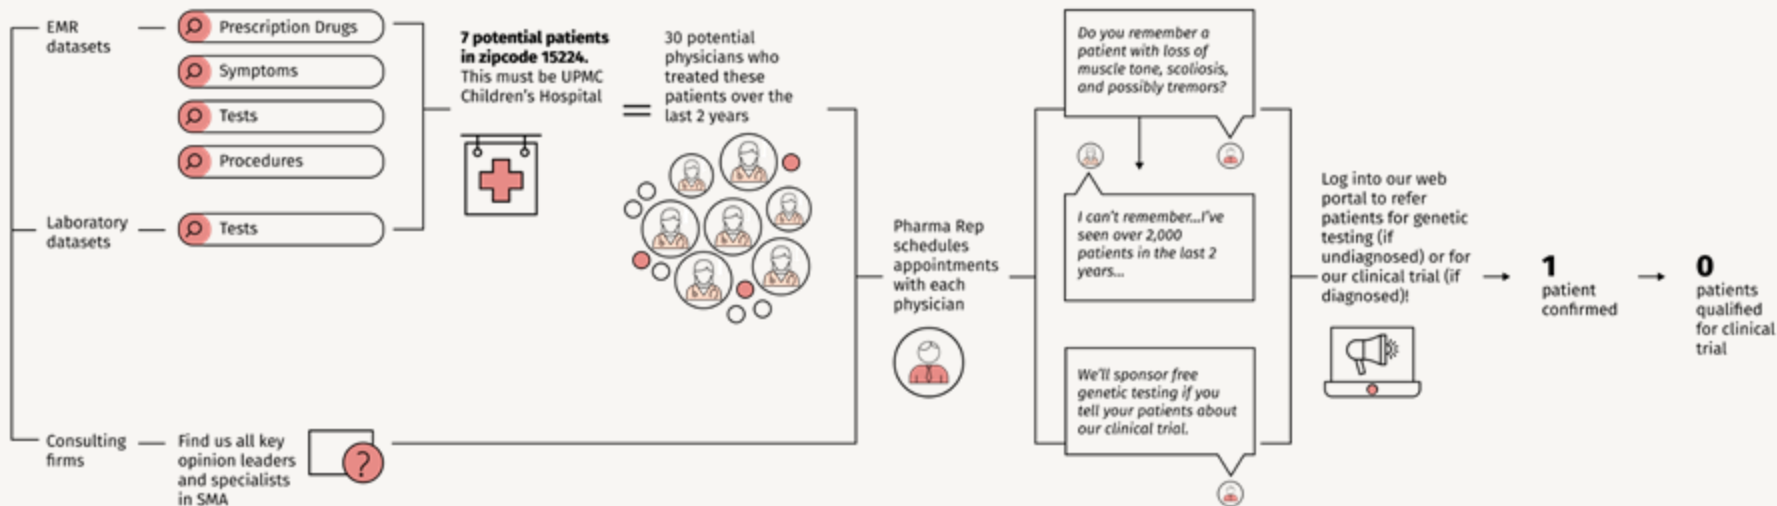 EMR
datasets
Prescription Drugs
Symptoms
Tests
Procedures
Laboratory
datasets
Tests
Consulting
firms
Find us all key
opinion leaders
and specialists
in SMA
?
7 potential patients
in zipcode 15224.
This must be UPMC
Children's Hospital
=
30 potential
physicians who
treated these
patients over the
last 2 years
Pharma Rep
schedules
appointments
with each
physician
Do you remember a
patient with loss of
muscle tone, scoliosis,
and possibly tremors?
I can't remember...I've
seen over 2,000
patients in the last 2
years...
We'll sponsor free
genetic testing if you
tell your patients about
our clinical trial.
Log into our web
portal to refer
patients for genetic
testing (if
undiagnosed) or for
our clinical trial (if
diagnosed)!
1
patient
confirmed
0
patients
qualified
for clinical
trial